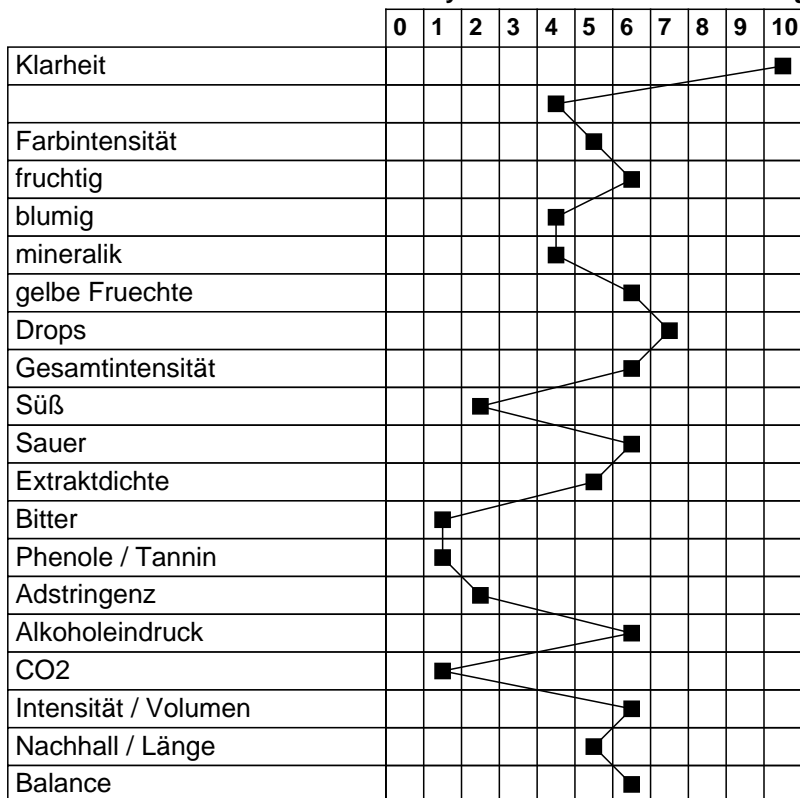 0 1 2 3 4 5 6 7 8 9 10
Klarheit
Farbintensität
fruchtig
blumig
mineralik
gelbe Fruechte
Drops
Gesamtintensität
Süß
Sauer
Extraktdichte
Bitter
Phenole / Tannin
Adstringenz
Alkoholeindruck
CO2
Intensität / Volumen
Nachhall / Länge
Balance